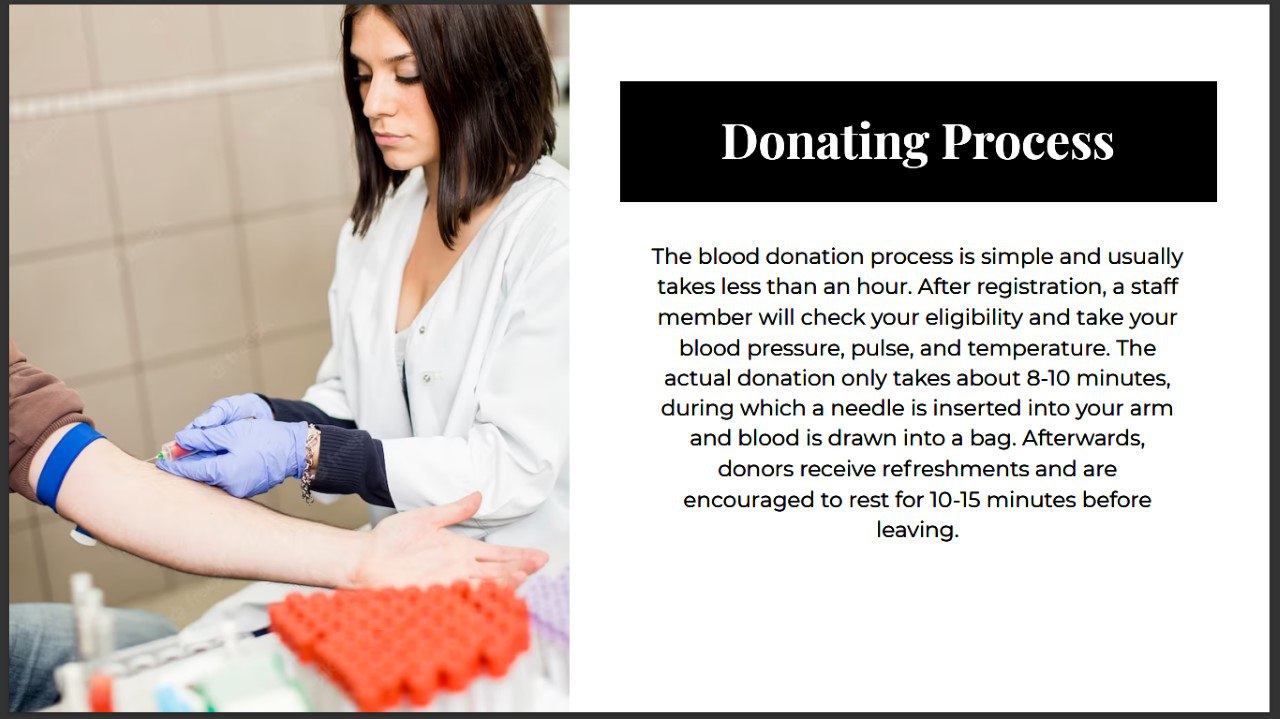 Donating Process
The blood donation process is simple and usually
takes less than an hour. After registration, a staff
member will check your eligibility and take your
blood pressure, pulse, and temperature. The
actual donation only takes about 8-10 minutes,
during which a needle is inserted into your arm
and blood is drawn into a bag. Afterwards,
donors receive refreshments and are
encouraged to rest for 10-15 minutes before
leaving.